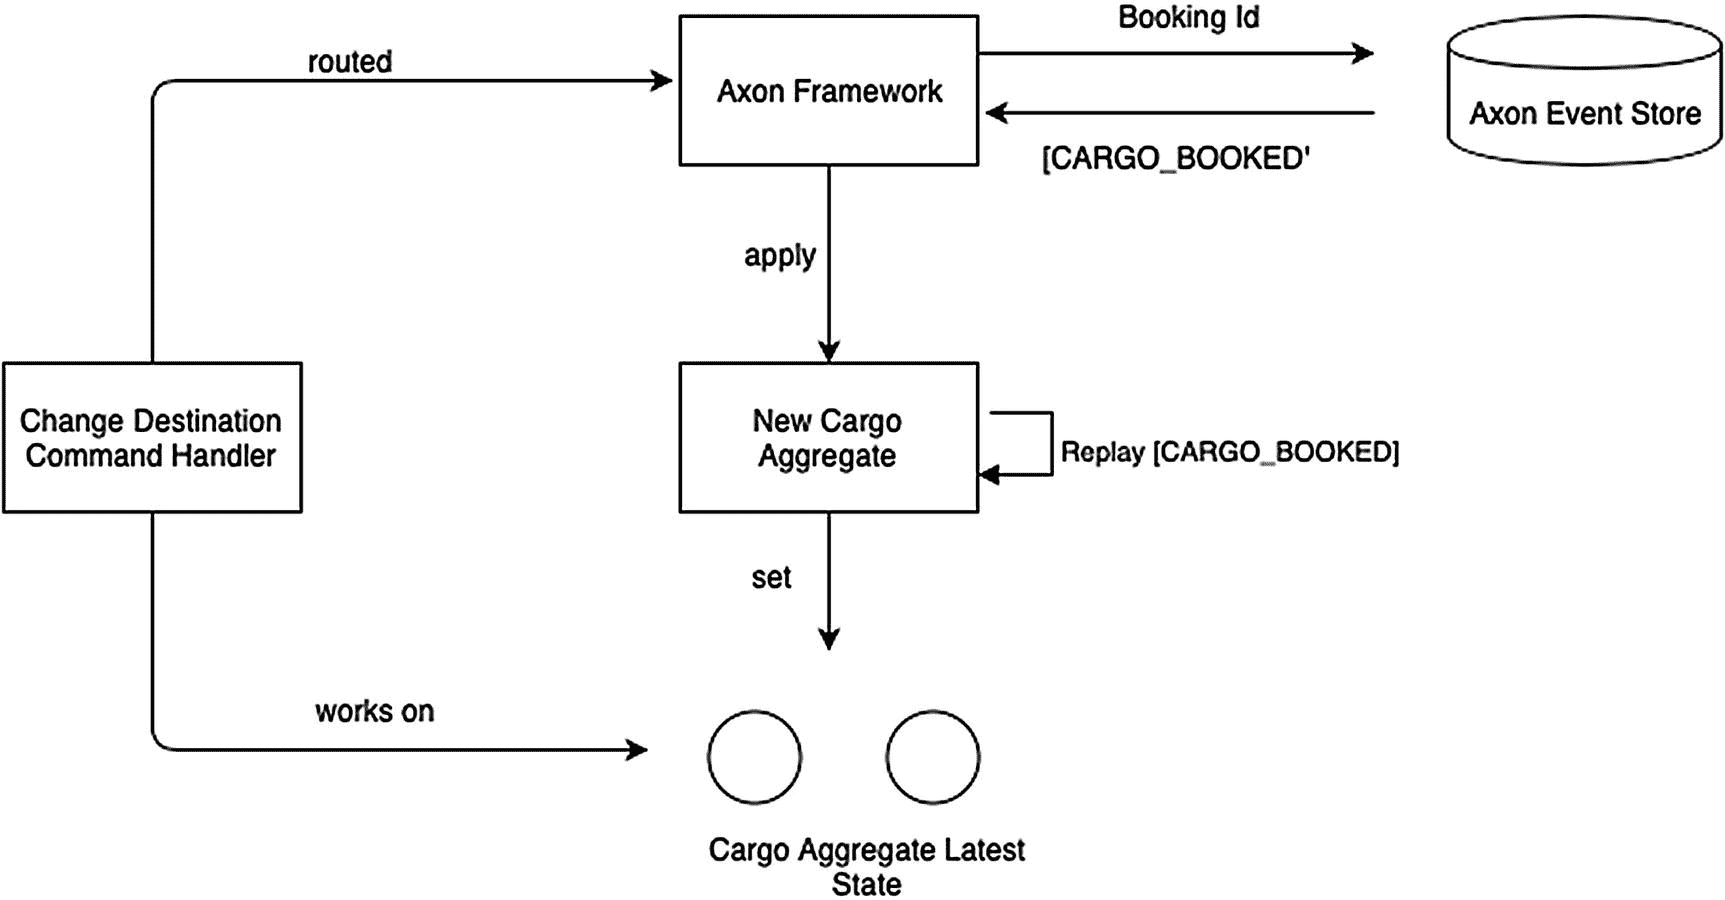 Booking Id
routed
Axon Framework
Axon Event Store
[CARGO_BOOKED'
apply
Change Destination
Command Handler
New Cargo
Aggregate
Replay [CARGO_BOOKED]
set
works on
Cargo Aggregate Latest
State